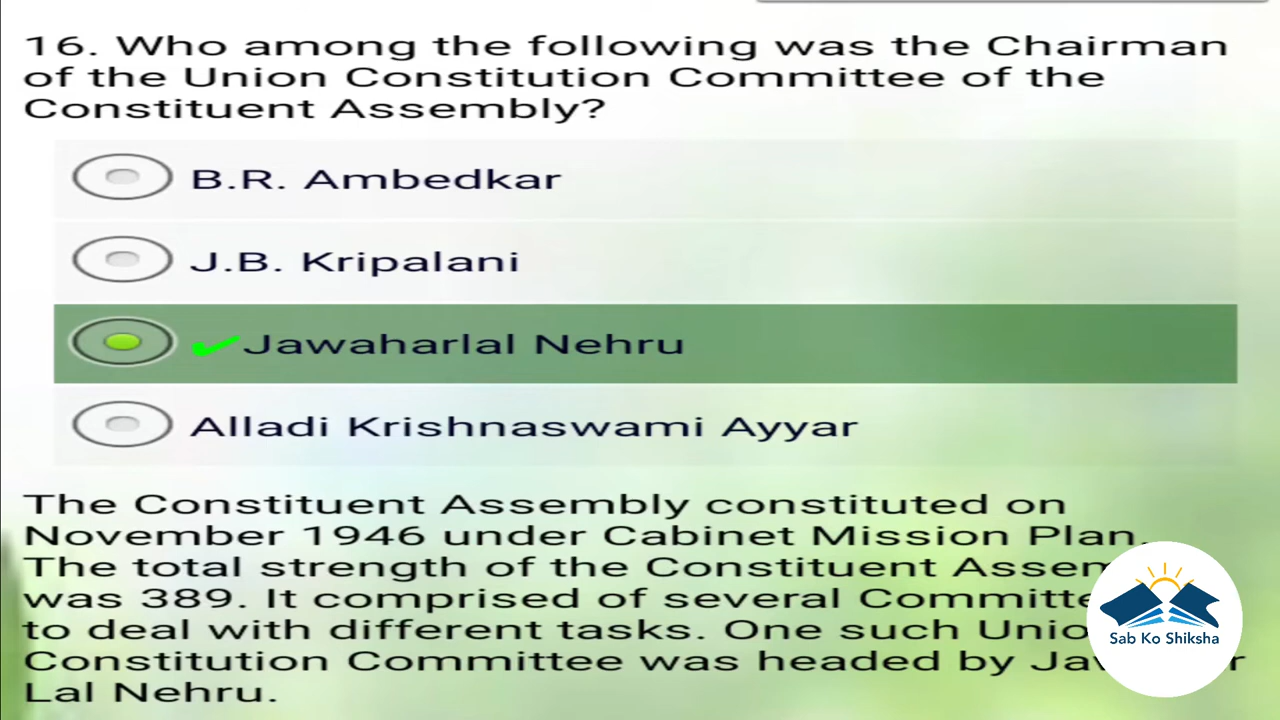 16. Who among the following was the Chairman
of the Union Constitution Committee of the
Constituent Assembly?
B.R. Ambedkar
J.B. Kripalani
✔Jawaharlal Nehru
Alladi Krishnaswami Ayyar
The Constituent Assembly constituted on
November 1946 under Cabinet Mission Plan.
The total strength of the Constituent
was 389. It comprised of several
to deal with different tasks. One such
Constitution Committee was headed by
Lal Nehru.
Sab Ko Shiksha